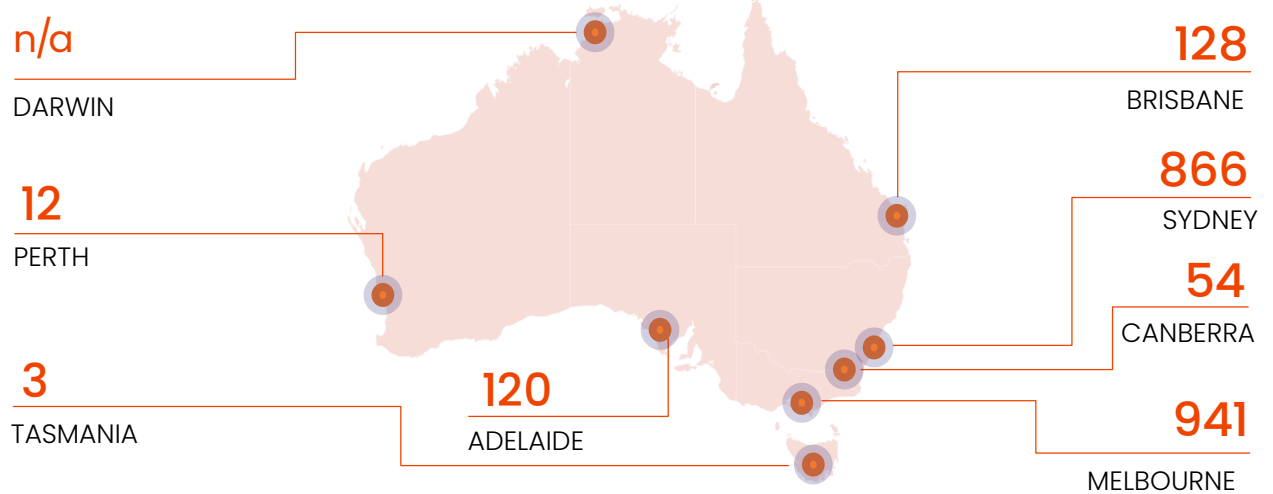 n/a
DARWIN
12
PERTH
3
TASMANIA
120
ADELAIDE
128
BRISBANE
866
SYDNEY
54
CANBERRA
941
MELBOURNE